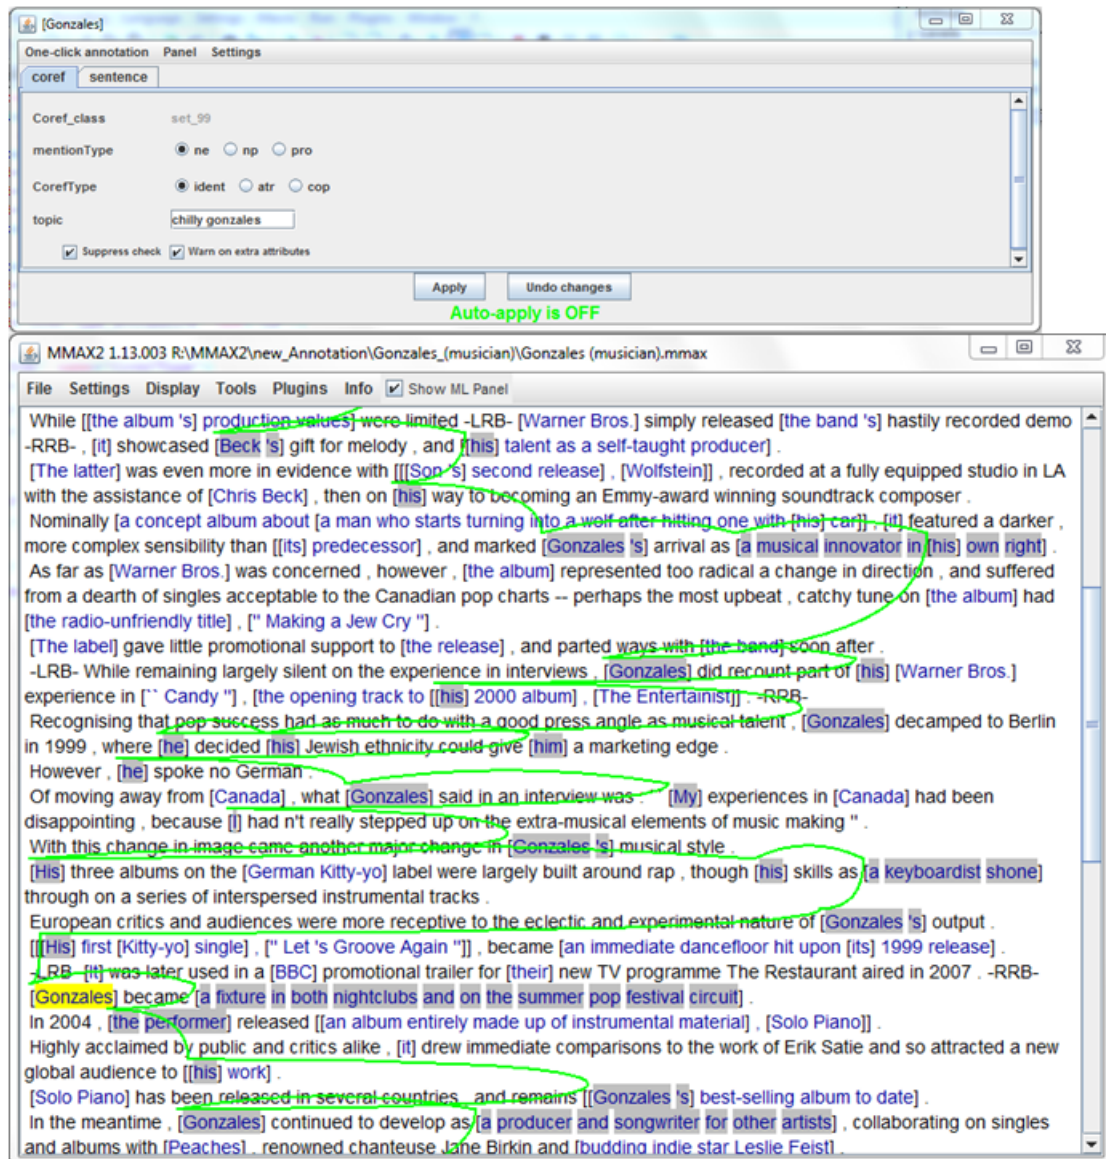 [Gonzales]
One-click annotation Panel Settings
coref sentence
Coref_class set_99
mentionType ne np pro
CorefType ident atr cop
topic chilly gonzales
Suppress check Warn on extra attributes
Apply Undo changes
Auto-apply is OFF
MMAX2 1.13.003 R:\MMAX2\new_Annotation\Gonzales_(musician)\Gonzales (musician).mmax
File Settings Display Tools Plugins Info Show ML Panel
While [[the album 's] production values] were limited -LRB- [Warner Bros.] simply released [the band 's] hastily recorded demo
-RRB- , [it] showcased [Beck 's] gift for melody , and [[his] talent as a self-taught producer] .
[The latter] was even more in evidence with [[[Son 's] second release] , [Wolfstein]] , recorded at a fully equipped studio in LA
with the assistance of [Chris Beck] , then on [his] way to becoming an Emmy-award winning soundtrack composer .
Nominally [a concept album about [a man who starts turning into a wolf after hitting one with [his] car]] , [it] featured a darker ,
more complex sensibility than [[its] predecessor] , and marked [Gonzales 's] arrival as [a musical innovator in [his] own right] .
As far as [Warner Bros.] was concerned , however , [the album] represented too radical a change in direction , and suffered
from a dearth of singles acceptable to the Canadian pop charts -- perhaps the most upbeat , catchy tune on [the album] had
[the radio-unfriendly title] , [" Making a Jew Cry "] .
[The label] gave little promotional support to [the release] , and parted ways with [the band] soon after .
-LRB- While remaining largely silent on the experience in interviews , [Gonzales] did recount part of [his] [Warner Bros.]
experience in [`` Candy "] , [the opening track to [[his] 2000 album] , [The Entertainist]] . -RRB-
Recognising that pop success had as much to do with a good press angle as musical talent , [Gonzales] decamped to Berlin
in 1999 , where [he] decided [his] Jewish ethnicity could give [him] a marketing edge .
However , [he] spoke no German .
Of moving away from [Canada] , what [Gonzales] said in an interview was : `` [My] experiences in [Canada] had been
disappointing , because [I] had n't really stepped up on the extra-musical elements of music making " .
With this change in image came another major change in [Gonzales 's] musical style .
[His] three albums on the [German Kitty-yo] label were largely built around rap , though [his] skills as [a keyboardist shone]
through on a series of interspersed instrumental tracks .
European critics and audiences were more receptive to the eclectic and experimental nature of [Gonzales 's] output .
[[[His] first [Kitty-yo] single] , [" Let 's Groove Again "]] , became [an immediate dancefloor hit upon [its] 1999 release] .
-LRB- [It] was later used in a [BBC] promotional trailer for [their] new TV programme The Restaurant aired in 2007 . -RRB-
[Gonzales] became [a fixture in both nightclubs and on the summer pop festival circuit] .
In 2004 , [the performer] released [[an album entirely made up of instrumental material] , [Solo Piano]] .
Highly acclaimed by public and critics alike , [it] drew immediate comparisons to the work of Erik Satie and so attracted a new
global audience to [[his] work] .
[Solo Piano] has been released in several countries , and remains [[Gonzales 's] best-selling album to date] .
In the meantime , [Gonzales] continued to develop as [a producer and songwriter for other artists] , collaborating on singles
and albums with [Peaches] , renowned chanteuse Jane Birkin and [budding indie star Leslie Feist]